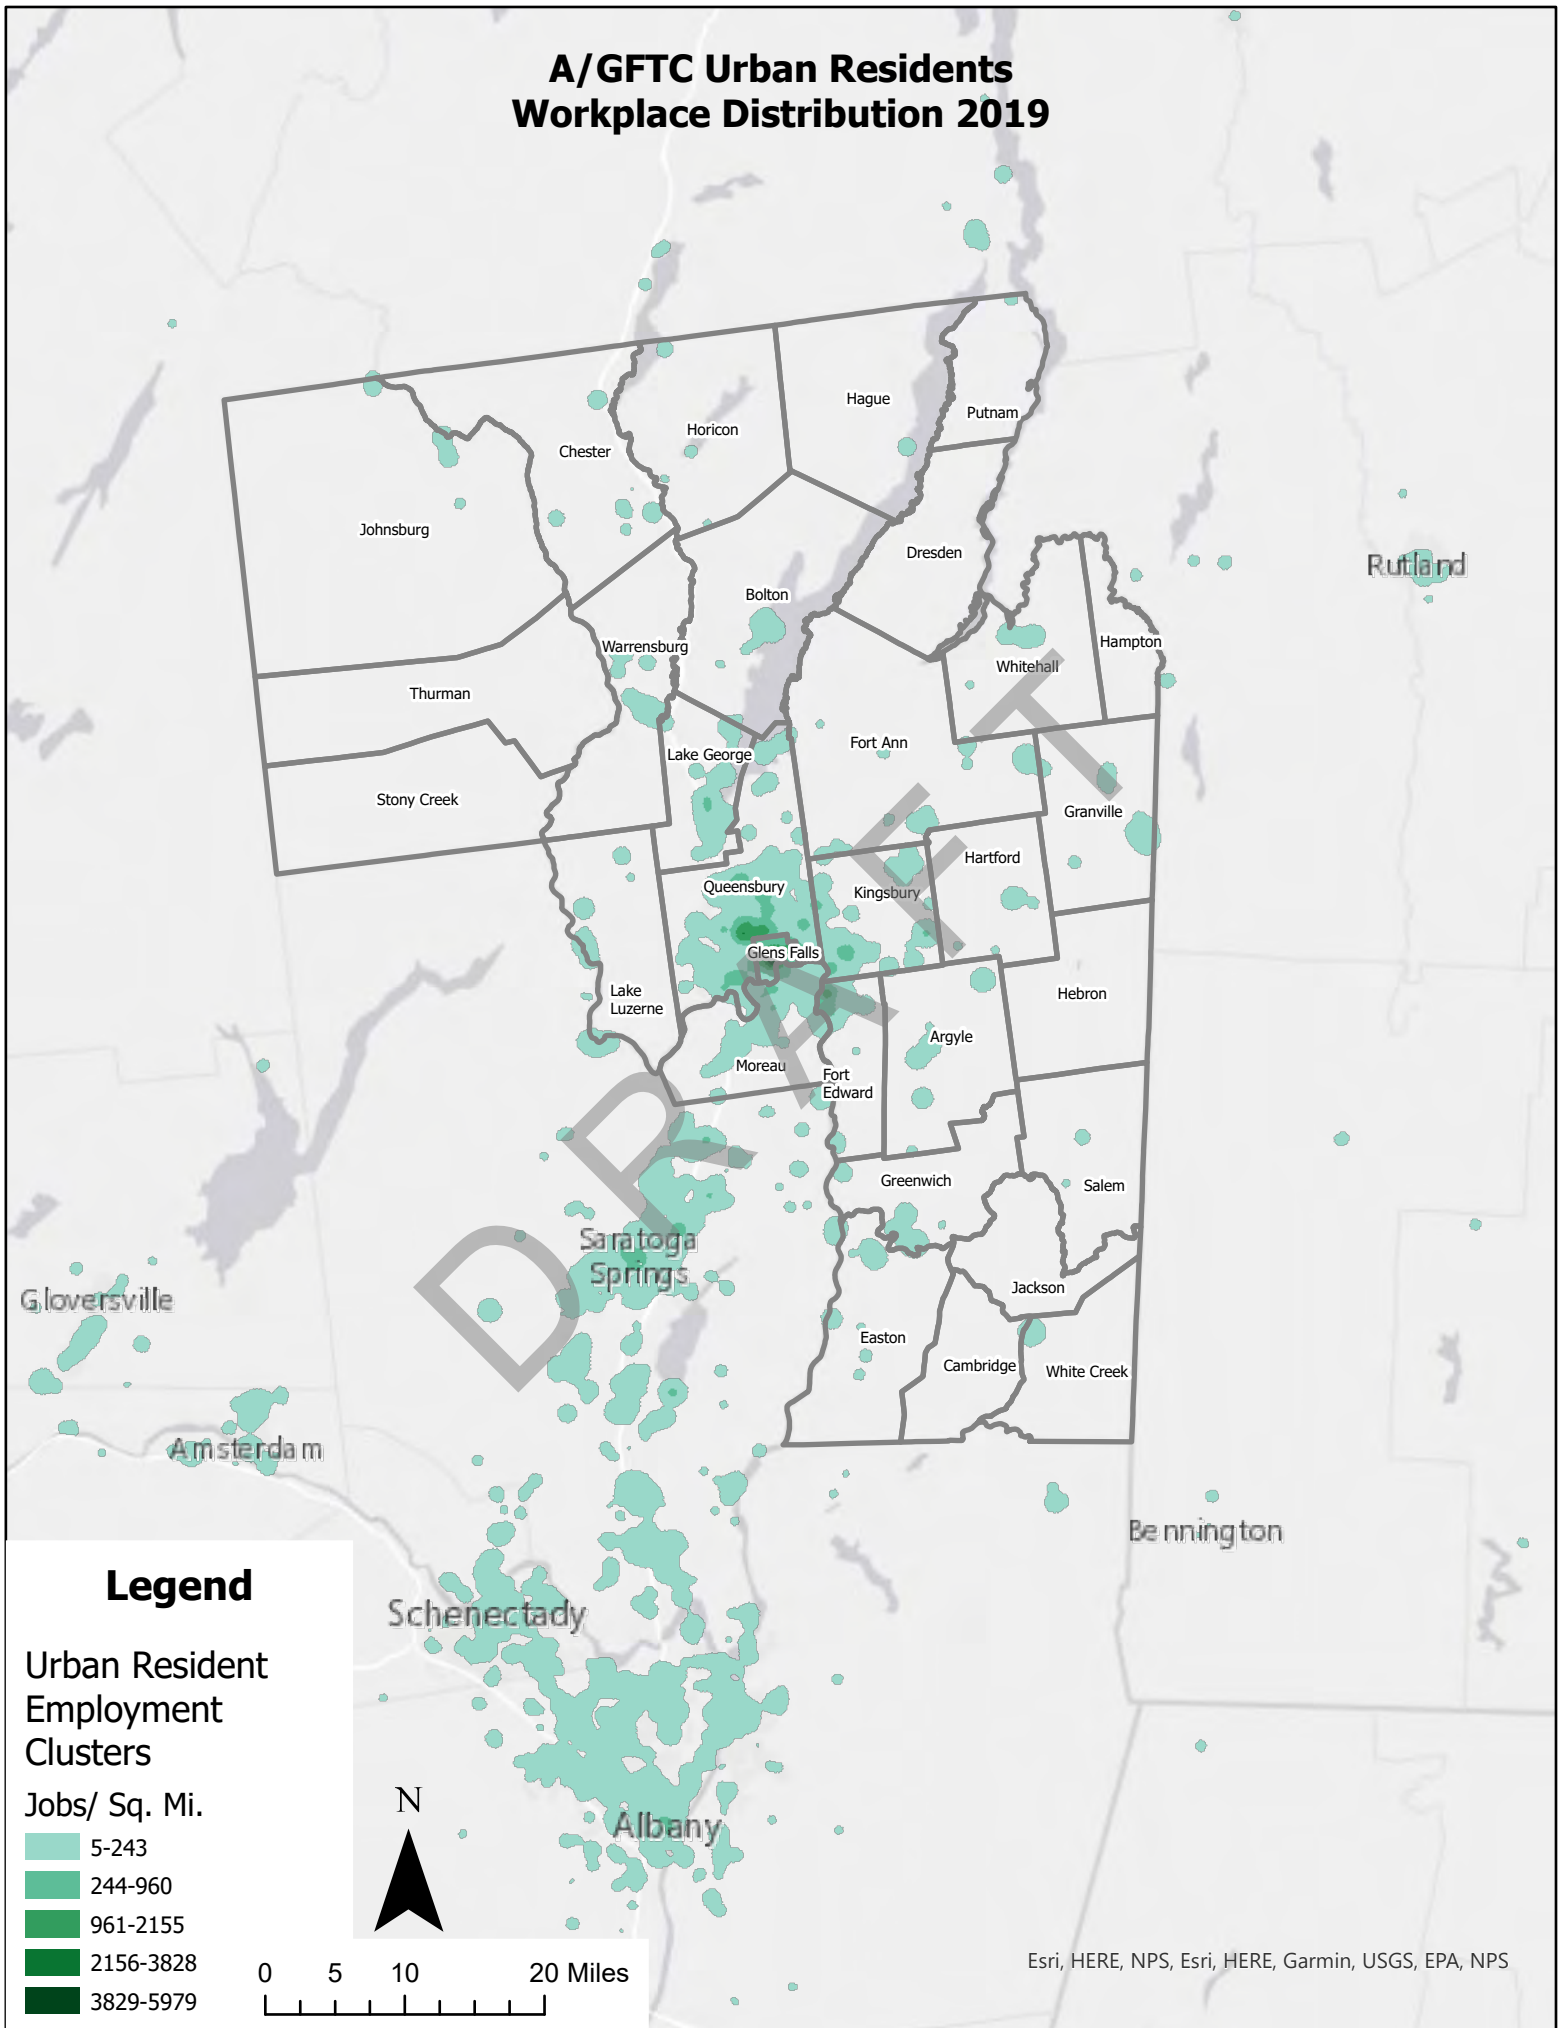 A/GFTC Urban Residents
Workplace Distribution 2019
Hague
Putnam
Horicon
Chester
Johnsburg
Dresden
Rutland
Bolton
Hampton
Warrensburg
Whitehall
Thurman
Fort Ann
Lake George
Stony Creek
Granville
Hartford
Queensbury
Kingsbury
Glens Falls
Lake
Luzerne
Hebron
Argyle
Moreau
Fort
Edward
Greenwich
Salem
Saratoga
Springs
Jackson
Gloversville
Easton
Cambridge
White Creek
Amsterdam
Bennington
Schenectady
Albany
DRAFT
Legend
Urban Resident
Employment
Clusters
Jobs/ Sq. Mi.
5-243
244-960
961-2155
2156-3828
3829-5979
N
0 5 10 20 Miles
Esri, HERE, NPS, Esri, HERE, Garmin, USGS, EPA, NPS